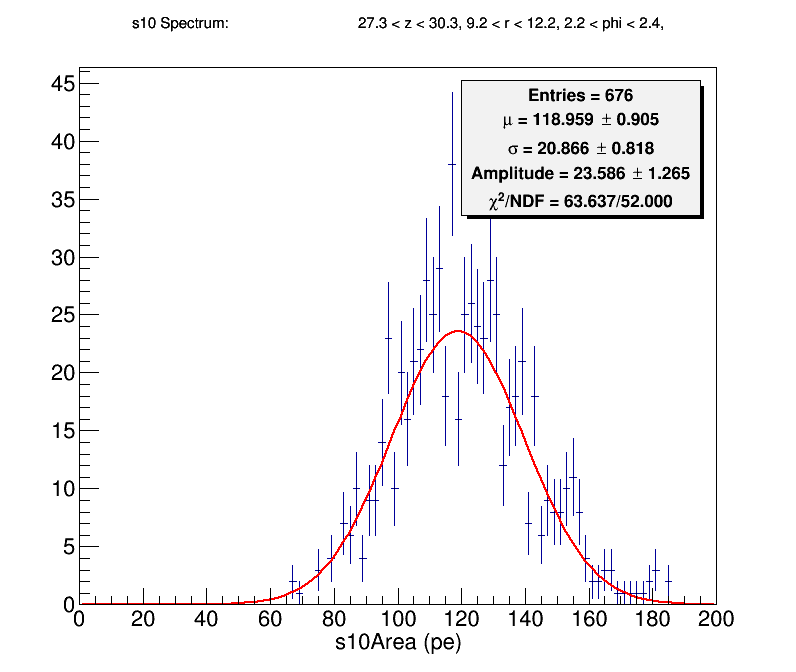 s10 Spectrum: 27.3 < z < 30.3, 9.2 < r < 12.2, 2.2 < phi < 2.4,
Entries = 676
μ = 118.959 ± 0.905
σ = 20.866 ± 0.818
Amplitude = 23.586 ± 1.265
χ²/NDF = 63.637/52.000
45
40
35
30
25
20
15
10
5
0
0 20 40 60 80 100 120 140 160 180 200
s10Area (pe)